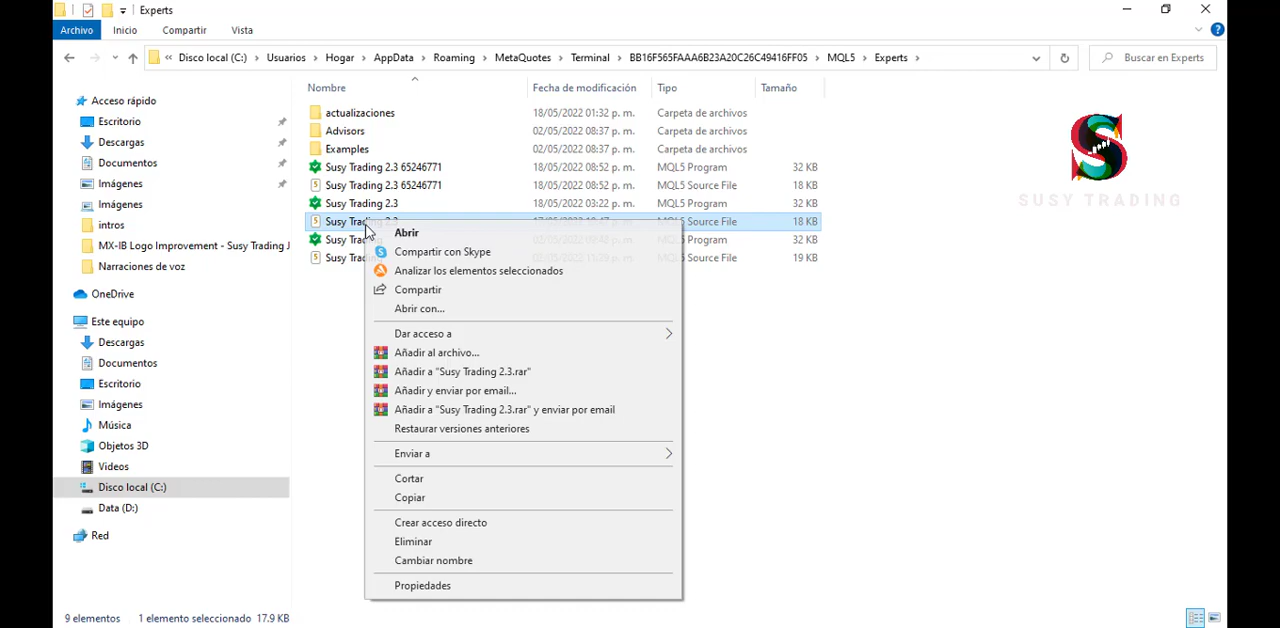 Experts
Archivo Inicio Compartir Vista
« Disco local (C:) › Usuarios › Hogar › AppData › Roaming › MetaQuotes › Terminal › BB16F565FAAA6B23A20C26C49416FF05 › MQL5 › Experts ›
Buscar en Experts
Nombre Fecha de modificación Tipo Tamaño
Acceso rápido
Escritorio
Descargas
Documentos
Imágenes
Imágenes
intros
MX-IB Logo Improvement - Susy Trading J
Narraciones de voz
OneDrive
Este equipo
Descargas
Documentos
Escritorio
Imágenes
Música
Objetos 3D
Videos
Disco local (C:)
Data (D:)
Red
actualizaciones 18/05/2022 01:32 p. m. Carpeta de archivos
Advisors 02/05/2022 08:37 p. m. Carpeta de archivos
Examples 02/05/2022 08:37 p. m. Carpeta de archivos
Susy Trading 2.3 65246771 18/05/2022 08:52 p. m. MQL5 Program 32 KB
Susy Trading 2.3 65246771 18/05/2022 08:52 p. m. MQL5 Source File 18 KB
Susy Trading 2.3 18/05/2022 03:22 p. m. MQL5 Program 32 KB
Susy Trading 2.3 Source File 18 KB
Susy Program 32 KB
Susy Source File 19 KB
Abrir
Compartir con Skype
Analizar los elementos seleccionados
Compartir
Abrir con...
Dar acceso a
Añadir al archivo...
Añadir a "Susy Trading 2.3.rar"
Añadir y enviar por email...
Añadir a "Susy Trading 2.3.rar" y enviar por email
Restaurar versiones anteriores
Enviar a
Cortar
Copiar
Crear acceso directo
Eliminar
Cambiar nombre
Propiedades
SUSY TRADING
9 elementos 1 elemento seleccionado 17.9 KB